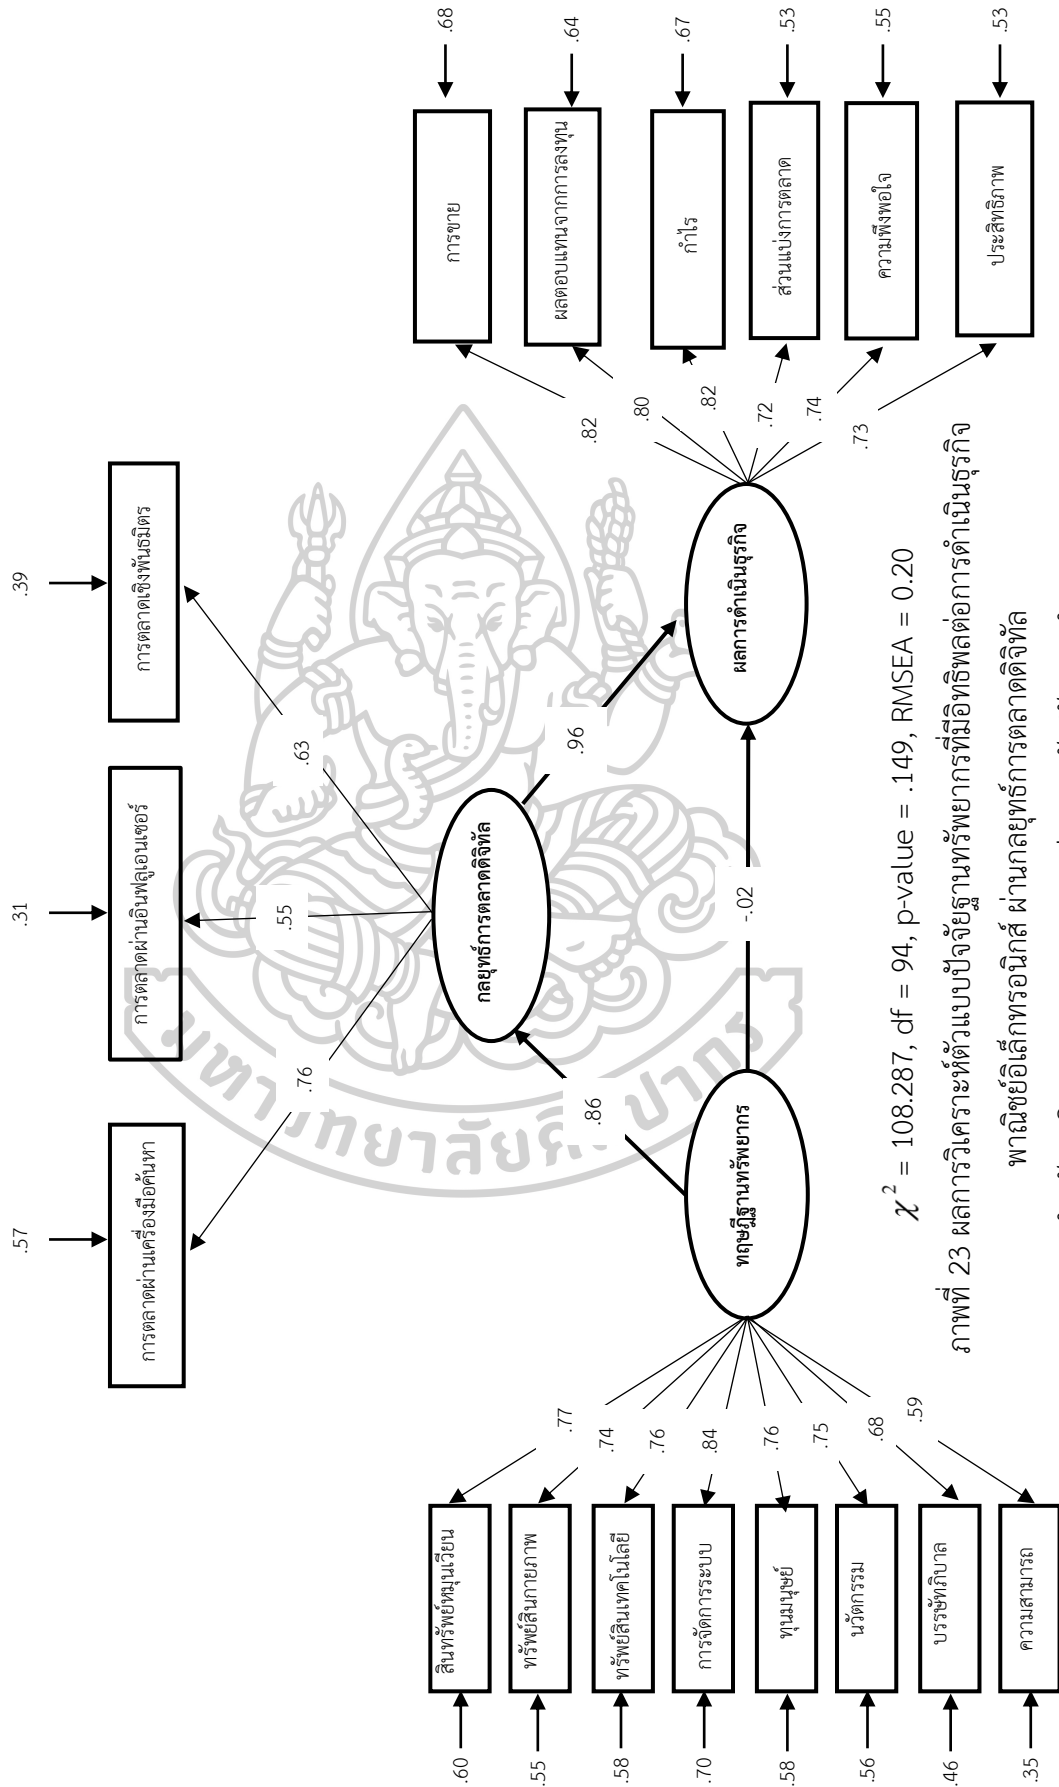 .39
.31
.57
การตลาดเชิงพันธมิตร
การตลาดผ่านอินฟลูเอนเซอร์
การตลาดผ่านเครื่องมือค้นหา
.63
.55
.76
กลยุทธ์การตลาดดิจิทัล
.96
.86
-.02
ทฤษฎีฐานทรัพยากร
ผลการดำเนินธุรกิจ
.60
สินทรัพย์หมุนเวียน
.77
.55
ทรัพย์สินกายภาพ
.74
.58
ทรัพย์สินเทคโนโลยี
.76
.70
การจัดการระบบ
.84
.58
ทุนมนุษย์
.76
.56
นวัตกรรม
.75
.46
บรรษัทภิบาล
.68
.35
ความสามารถ
.59
.82
การขาย
.68
.80
ผลตอบแทนจากการลงทุน
.64
.82
กำไร
.67
.72
ส่วนแบ่งการตลาด
.53
.74
ความพึงพอใจ
.55
.73
ประสิทธิภาพ
.53
χ² = 108.287, df = 94, p-value = .149, RMSEA = 0.20
ภาพที่ 23 ผลการวิเคราะห์ตัวแบบปัจจัยฐานทรัพยากรที่มีอิทธิพลต่อการดำเนินธุรกิจ
พาณิชย์อิเล็กทรอนิกส์ ผ่านกลยุทธ์การตลาดดิจิทัล